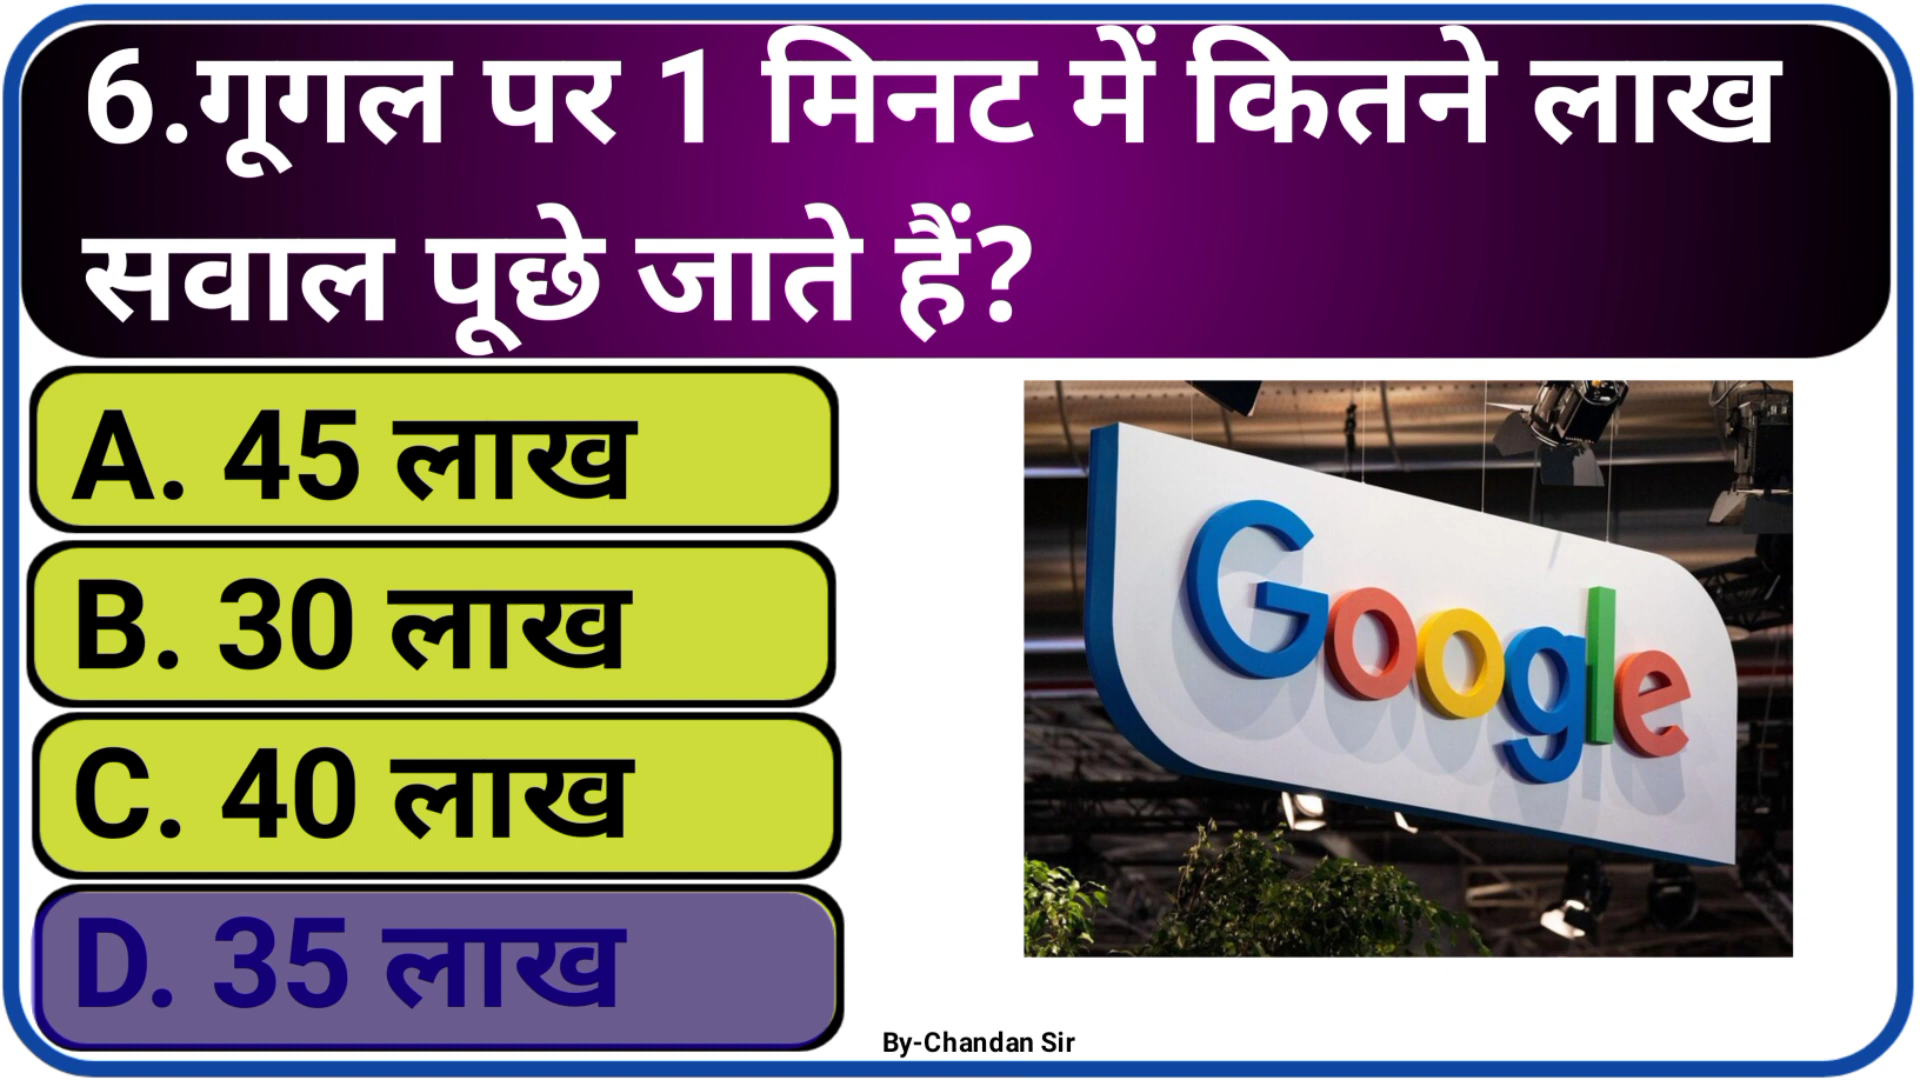 6.गूगल पर 1 मिनट में कितने लाख
सवाल पूछे जाते हैं?
A. 45 लाख
B. 30 लाख
C. 40 लाख
D. 35 लाख
Google
By-Chandan Sir